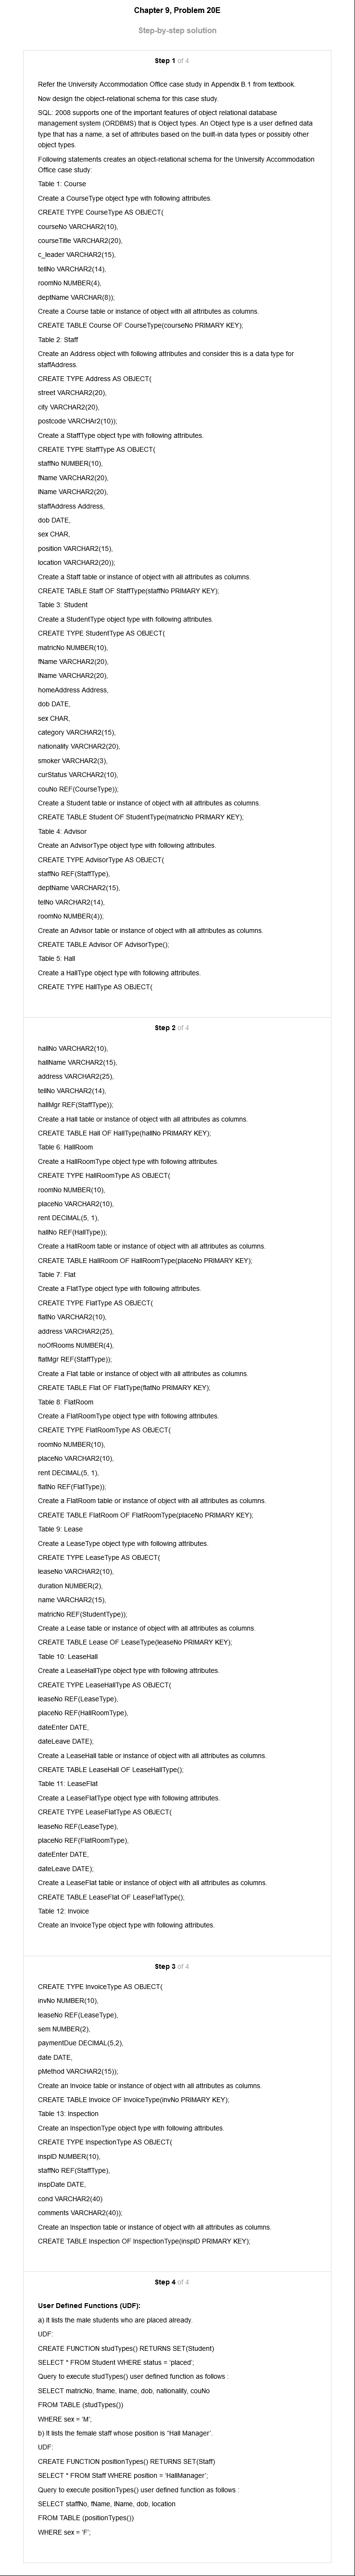 Chapter 9, Problem 20E
Step-by-step solution
Step 1 of 4
Refer the University Accommodation Office case study in Appendix B.1 from textbook.
Now design the object-relational schema for this case study.
SQL: 2008 supports one of the important features of object relational database
management system (ORDBMS) that is Object types. An Object type is a user defined data
type that has a name, a set of attributes based on the built-in data types or possibly other
object types.
Following statements creates an object-relational schema for the University Accommodation
Office case study:
Table 1: Course
Create a CourseType object type with following attributes.
CREATE TYPE CourseType AS OBJECT(
courseNo VARCHAR2(10),
courseTitle VARCHAR2(20),
c_leader VARCHAR2(15),
tellNo VARCHAR2(14),
roomNo NUMBER(4),
deptName VARCHAR(8));
Create a Course table or instance of object with all attributes as columns.
CREATE TABLE Course OF CourseType(courseNo PRIMARY KEY);
Table 2: Staff
Create an Address object with following attributes and consider this is a data type for
staffAddress.
CREATE TYPE Address AS OBJECT(
street VARCHAR2(20),
city VARCHAR2(20),
postcode VARCHAr2(10));
Create a StaffType object type with following attributes.
CREATE TYPE StaffType AS OBJECT(
staffNo NUMBER(10),
fName VARCHAR2(20),
lName VARCHAR2(20),
staffAddress Address,
dob DATE,
sex CHAR,
position VARCHAR2(15),
location VARCHAR2(20));
Create a Staff table or instance of object with all attributes as columns.
CREATE TABLE Staff OF StaffType(staffNo PRIMARY KEY);
Table 3: Student
Create a StudentType object type with following attributes.
CREATE TYPE StudentType AS OBJECT(
matricNo NUMBER(10),
fName VARCHAR2(20),
lName VARCHAR2(20),
homeAddress Address,
dob DATE,
sex CHAR,
category VARCHAR2(15),
nationality VARCHAR2(20),
smoker VARCHAR2(3),
curStatus VARCHAR2(10),
couNo REF(CourseType));
Create a Student table or instance of object with all attributes as columns.
CREATE TABLE Student OF StudentType(matricNo PRIMARY KEY);
Table 4: Advisor
Create an AdvisorType object type with following attributes.
CREATE TYPE AdvisorType AS OBJECT(
staffNo REF(StaffType),
deptName VARCHAR2(15),
telNo VARCHAR2(14),
roomNo NUMBER(4));
Create an Advisor table or instance of object with all attributes as columns.
CREATE TABLE Advisor OF AdvisorType();
Table 5: Hall
Create a HallType object type with following attributes.
CREATE TYPE HallType AS OBJECT(
Step 2 of 4
hallNo VARCHAR2(10),
hallName VARCHAR2(15),
address VARCHAR2(25),
tellNo VARCHAR2(14),
hallMgr REF(StaffType));
Create a Hall table or instance of object with all attributes as columns.
CREATE TABLE Hall OF HallType(hallNo PRIMARY KEY);
Table 6: HallRoom
Create a HallRoomType object type with following attributes.
CREATE TYPE HallRoomType AS OBJECT(
roomNo NUMBER(10),
placeNo VARCHAR2(10),
rent DECIMAL(5, 1),
hallNo REF(HallType));
Create a HallRoom table or instance of object with all attributes as columns.
CREATE TABLE HallRoom OF HallRoomType(placeNo PRIMARY KEY);
Table 7: Flat
Create a FlatType object type with following attributes.
CREATE TYPE FlatType AS OBJECT(
flatNo VARCHAR2(10),
address VARCHAR2(25),
noOfRooms NUMBER(4),
flatMgr REF(StaffType));
Create a Flat table or instance of object with all attributes as columns.
CREATE TABLE Flat OF FlatType(flatNo PRIMARY KEY);
Table 8: FlatRoom
Create a FlatRoomType object type with following attributes.
CREATE TYPE FlatRoomType AS OBJECT(
roomNo NUMBER(10),
placeNo VARCHAR2(10),
rent DECIMAL(5, 1),
flatNo REF(FlatType));
Create a FlatRoom table or instance of object with all attributes as columns.
CREATE TABLE FlatRoom OF FlatRoomType(placeNo PRIMARY KEY);
Table 9: Lease
Create a LeaseType object type with following attributes.
CREATE TYPE LeaseType AS OBJECT(
leaseNo VARCHAR2(10),
duration NUMBER(2),
name VARCHAR2(15),
matricNo REF(StudentType));
Create a Lease table or instance of object with all attributes as columns.
CREATE TABLE Lease OF LeaseType(leaseNo PRIMARY KEY);
Table 10: LeaseHall
Create a LeaseHallType object type with following attributes.
CREATE TYPE LeaseHallType AS OBJECT(
leaseNo REF(LeaseType),
placeNo REF(HallRoomType),
dateEnter DATE,
dateLeave DATE);
Create a LeaseHall table or instance of object with all attributes as columns.
CREATE TABLE LeaseHall OF LeaseHallType();
Table 11: LeaseFlat
Create a LeaseFlatType object type with following attributes.
CREATE TYPE LeaseFlatType AS OBJECT(
leaseNo REF(LeaseType),
placeNo REF(FlatRoomType),
dateEnter DATE,
dateLeave DATE);
Create a LeaseFlat table or instance of object with all attributes as columns.
CREATE TABLE LeaseFlat OF LeaseFlatType();
Table 12: Invoice
Create an InvoiceType object type with following attributes.
Step 3 of 4
CREATE TYPE InvoiceType AS OBJECT(
invNo NUMBER(10),
leaseNo REF(LeaseType),
sem NUMBER(2),
paymentDue DECIMAL(5,2),
date DATE,
pMethod VARCHAR2(15));
Create an Invoice table or instance of object with all attributes as columns.
CREATE TABLE Invoice OF InvoiceType(invNo PRIMARY KEY);
Table 13: Inspection
Create an InspectionType object type with following attributes.
CREATE TYPE InspectionType AS OBJECT(
inspID NUMBER(10),
staffNo REF(StaffType),
inspDate DATE,
cond VARCHAR2(40)
comments VARCHAR2(40));
Create an Inspection table or instance of object with all attributes as columns.
CREATE TABLE Inspection OF InspectionType(inspID PRIMARY KEY);
Step 4 of 4
User Defined Functions (UDF):
a) It lists the male students who are placed already.
UDF:
CREATE FUNCTION studTypes() RETURNS SET(Student)
SELECT * FROM Student WHERE status = 'placed';
Query to execute studTypes() user defined function as follows :
SELECT matricNo, fname, lname, dob, nationality, couNo
FROM TABLE (studTypes())
WHERE sex = 'M';
b) It lists the female staff whose position is "Hall Manager'.
UDF:
CREATE FUNCTION positionTypes() RETURNS SET(Staff)
SELECT * FROM Staff WHERE position = 'HallManager';
Query to execute positionTypes() user defined function as follows :
SELECT staffNo, fName, lName, dob, location
FROM TABLE (positionTypes())
WHERE sex = 'F';